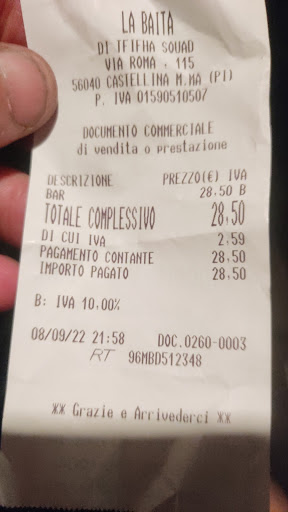 LA BAITA
DI TFIFHA SOUAD
VIA ROMA , 115
56040 CASTELLINA M.MA (PI)
P. IVA 01590510507
DOCUMENTO COMMERCIALE
di vendita o prestazione
DESCRIZIONE PREZZO(€) IVA
BAR 28,50 B
TOTALE COMPLESSIVO 28,50
DI CUI IVA 2,59
PAGAMENTO CONTANTE 28,50
IMPORTO PAGATO 28,50
B: IVA 10,00%
08/09/22 21:58 DOC.0260-0003
RT 96MBD512348
** Grazie e Arrivederci **